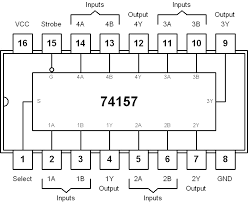 Inputs Output Inputs Output
VCC Strobe 4A 4B 4Y 3A 3B 3Y
16 15 14 13 12 11 10 9
G 4A 4B 4Y 3A 3B
S 74157 3Y
1A 1B 1Y 2A 2B 2Y
1 2 3 4 5 6 7 8
Select 1A 1B 1Y 2A 2B 2Y GND
Inputs Output Inputs Output